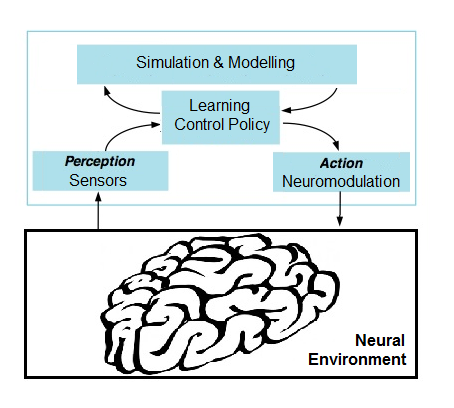 Simulation & Modelling
Learning
Control Policy
Perception
Sensors
Action
Neuromodulation
Neural
Environment